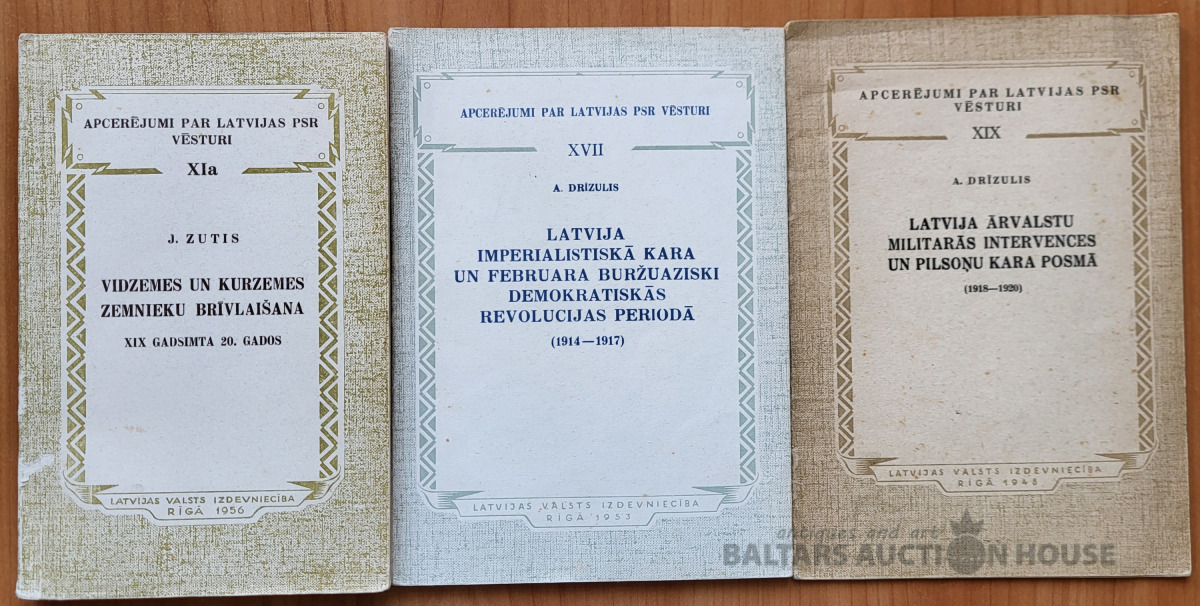 APCERĒJUMI PAR LATVIJAS PSR
VĒSTURI
XIa
J. ZUTIS
VIDZEMES UN KURZEMES
ZEMNIEKU BRĪVLAIŠANA
XIX GADSIMTA 20. GADOS
LATVIJAS VALSTS IZDEVNIECĪBA
RĪGĀ 1956
APCERĒJUMI PAR LATVIJAS PSR VĒSTURI
XVII
A. DRĪZULIS
LATVIJA
IMPERIALISTISKĀ KARA
UN FEBRUARA BURŽUAZISKI
DEMOKRATISKĀS
REVOLUCIJAS PERIODĀ
(1914—1917)
LATVIJAS VALSTS IZDEVNIECĪBA
RĪGĀ 1953
APCERĒJUMI PAR LATVIJAS PSR
VĒSTURI
XIX
A. DRĪZULIS
LATVIJA ĀRVALSTU
MILITARĀS INTERVENCES
UN PILSOŅU KARA POSMĀ
(1918—1920)
LATVIJAS VALSTS IZDEVNIECĪBA
RĪGĀ 1948
antiques and art
BALTARS AUCTION HOUSE